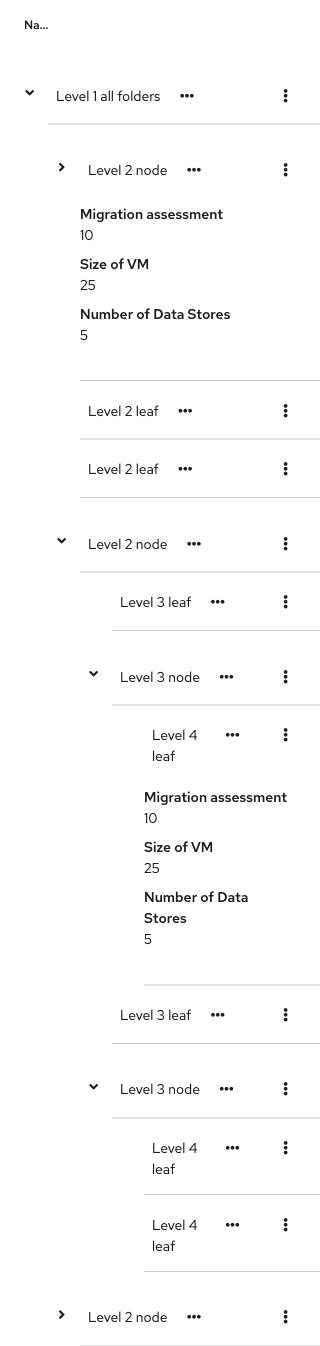 Na...
Level 1 all folders
Level 2 node
Migration assessment
10
Size of VM
25
Number of Data Stores
5
Level 2 leaf
Level 2 leaf
Level 2 node
Level 3 leaf
Level 3 node
Level 4
leaf
Migration assessment
10
Size of VM
25
Number of Data
Stores
5
Level 3 leaf
Level 3 node
Level 4
leaf
Level 4
leaf
Level 2 node